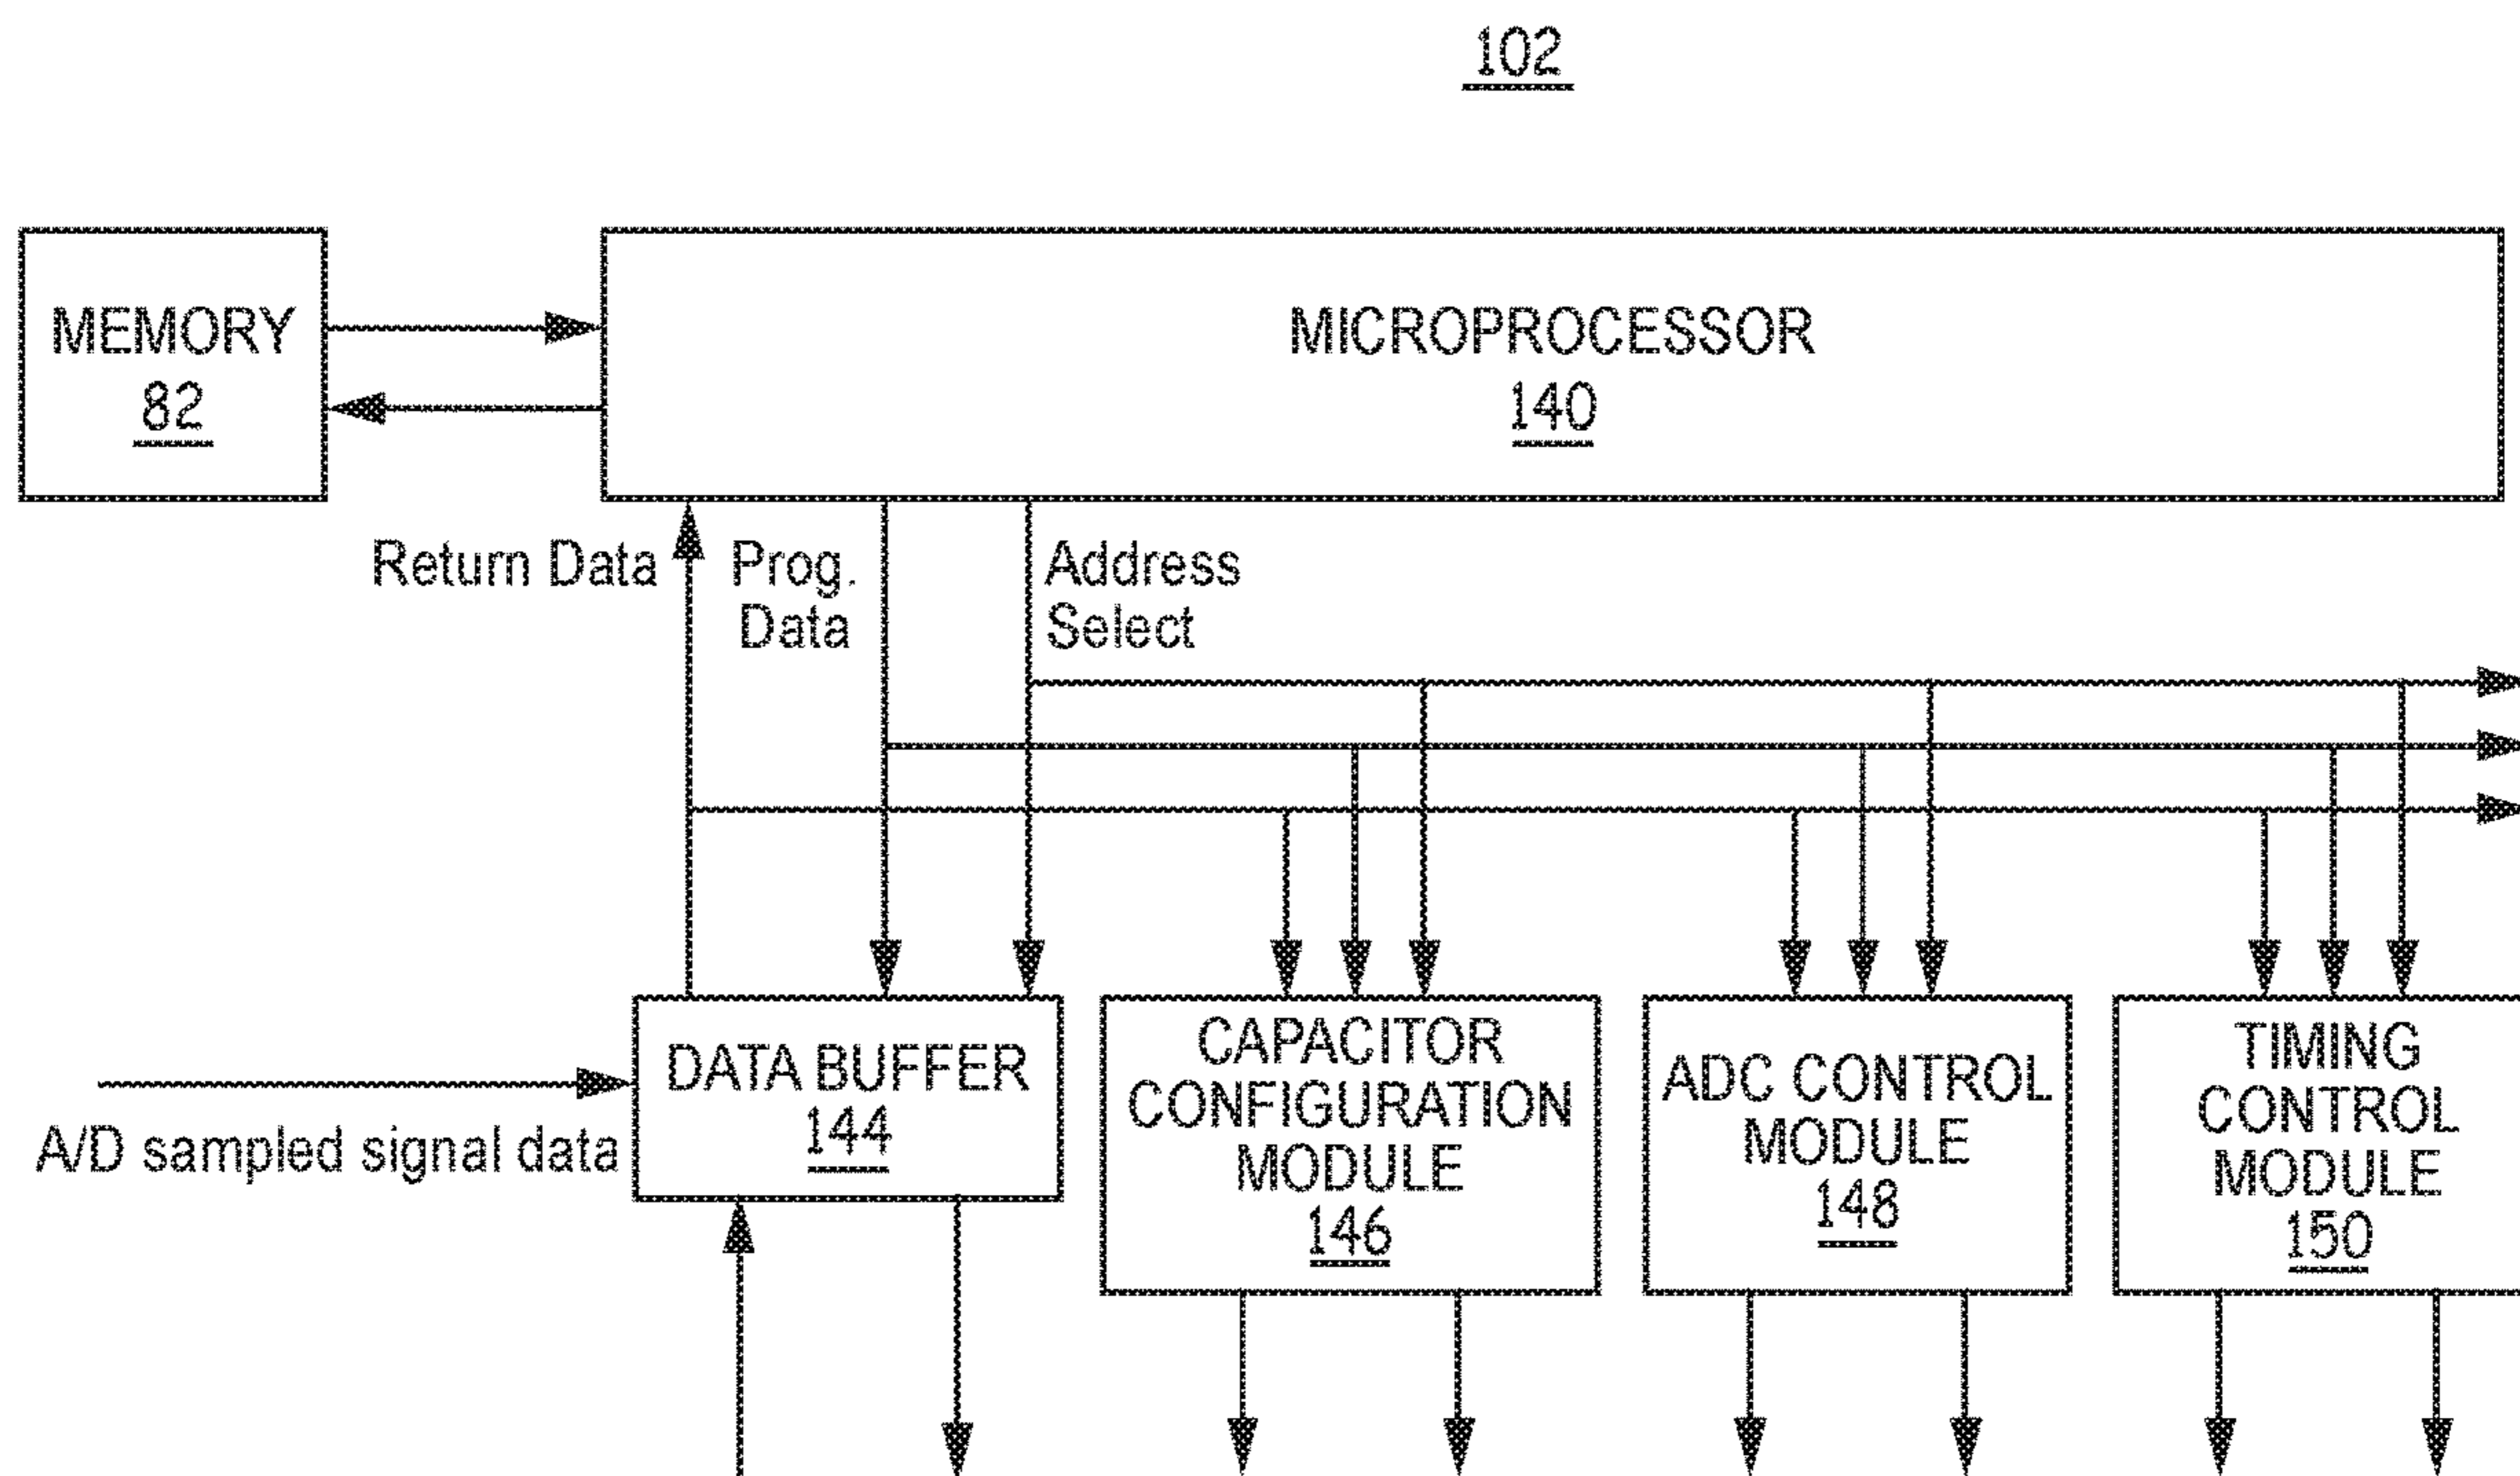 102
MEMORY
82
MICROPROCESSOR
140
Return Data
Prog.
Data
Address
Select
A/D sampled signal data
DATA BUFFER
144
CAPACITOR
CONFIGURATION
MODULE
146
ADC CONTROL
MODULE
148
TIMING
CONTROL
MODULE
150